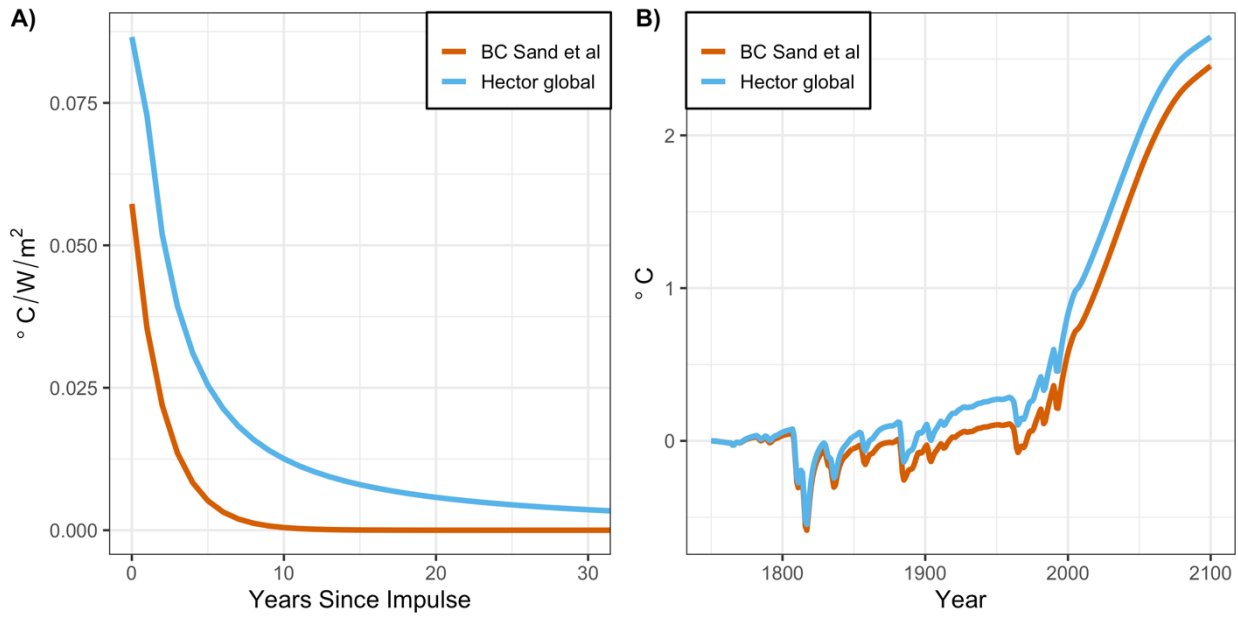 A)
BC Sand et al
Hector global
0.075
0.050
0.025
0.000
° C/W/m²
0
10
20
30
Years Since Impulse
B)
BC Sand et al
Hector global
2
1
0
° C
1800
1900
2000
2100
Year